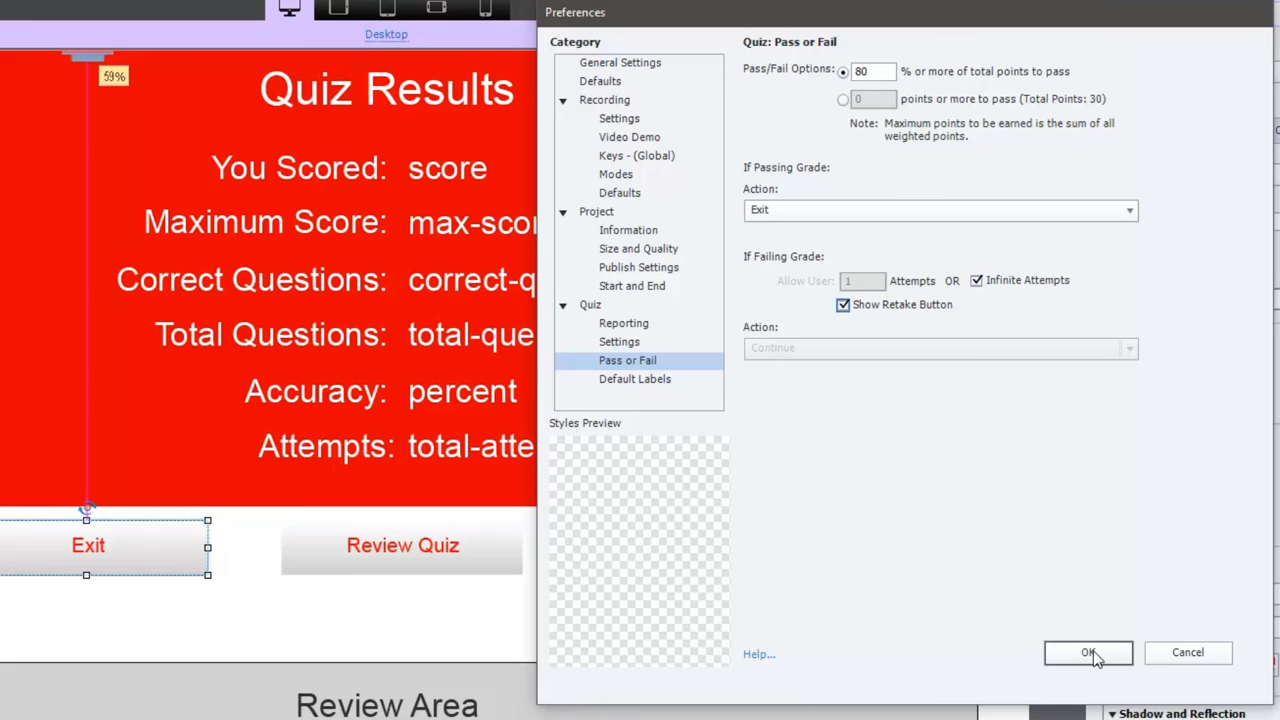 Desktop
59%
Quiz Results
You Scored: score
Maximum Score: max-scor
Correct Questions: correct-q
Total Questions: total-que
Accuracy: percent
Attempts: total-atte
Exit
Review Quiz
Review Area
Preferences
Category
General Settings
Defaults
Recording
Settings
Video Demo
Keys - (Global)
Modes
Defaults
Project
Information
Size and Quality
Publish Settings
Start and End
Quiz
Reporting
Settings
Pass or Fail
Default Labels
Styles Preview
Quiz: Pass or Fail
Pass/Fail Options: 80 % or more of total points to pass
0 points or more to pass (Total Points: 30)
Note: Maximum points to be earned is the sum of all
weighted points.
If Passing Grade:
Action:
Exit
If Failing Grade:
Allow User: 1 Attempts OR Infinite Attempts
Show Retake Button
Action:
Continue
Help...
OK
Cancel
Shadow and Reflection